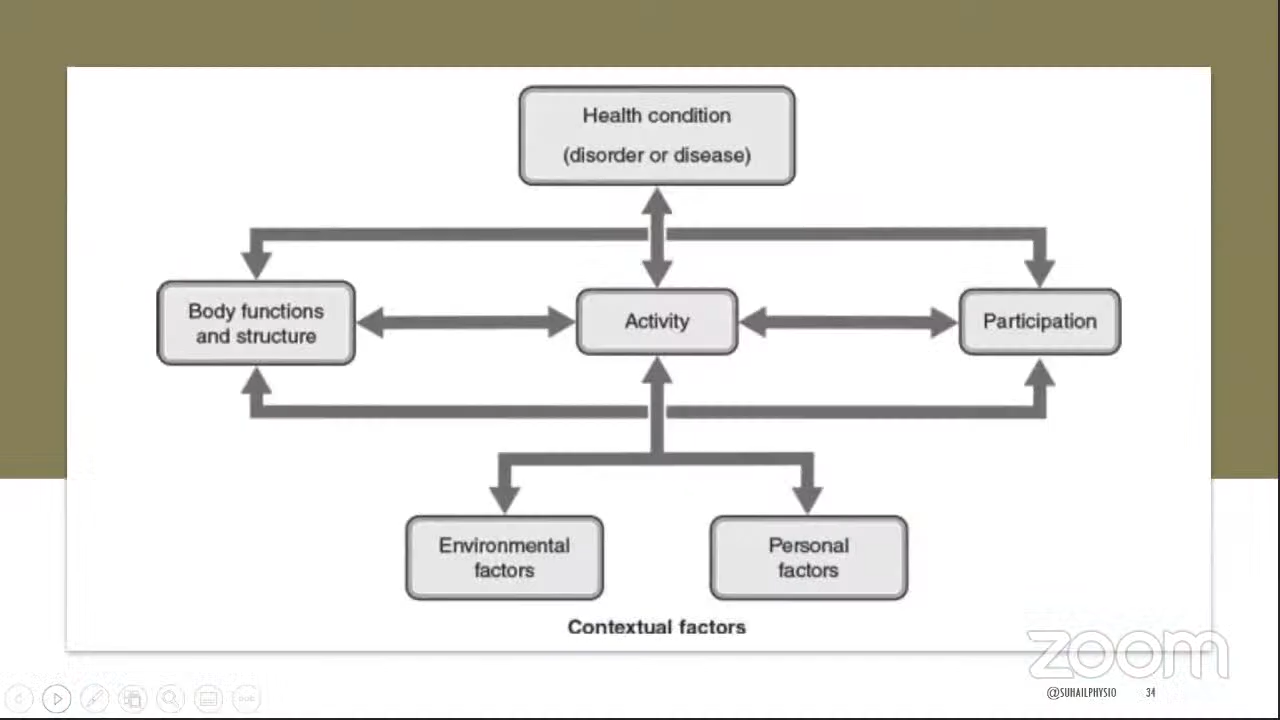 Health condition
(disorder or disease)
Body functions
and structure
Activity
Participation
Environmental
factors
Personal
factors
Contextual factors
zoom
@SUHAILPHYSIO 34